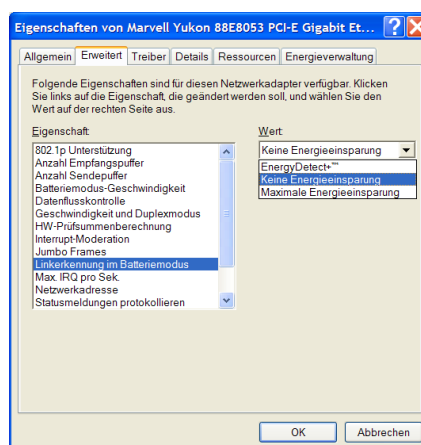 Eigenschaften von Marvell Yukon 88E8053 PCI-E Gigabit Et...
Allgemein Erweitert Treiber Details Ressourcen Energieverwaltung
Folgende Eigenschaften sind für diesen Netzwerkadapter verfügbar. Klicken
Sie links auf die Eigenschaft, die geändert werden soll, und wählen Sie den
Wert auf der rechten Seite aus.
Eigenschaft:
802.1p Unterstützung
Anzahl Empfangspuffer
Anzahl Sendepuffer
Batteriemodus-Geschwindigkeit
Datenflusskontrolle
Geschwindigkeit und Duplexmodus
HW-Prüfsummenberechnung
Interrupt-Moderation
Jumbo Frames
Linkerkennung im Batteriemodus
Max. IRQ pro Sek.
Netzwerkadresse
Statusmeldungen protokollieren
Wert:
Keine Energieeinsparung
EnergyDetect+™
Keine Energieeinsparung
Maximale Energieeinsparung
OK Abbrechen